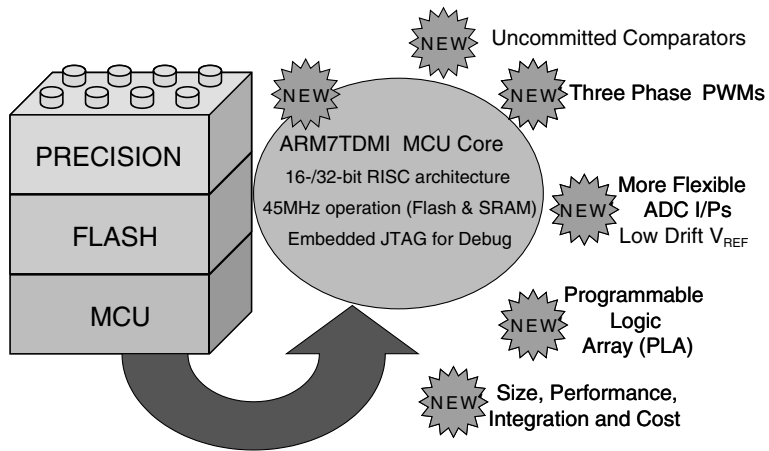 PRECISION
FLASH
MCU
NEW
ARM7TDMI MCU Core
16-/32-bit RISC architecture
45MHz operation (Flash & SRAM)
Embedded JTAG for Debug
NEW
Uncommitted Comparators
NEW
Three Phase PWMs
NEW
More Flexible
ADC I/Ps
Low Drift VREF
NEW
Programmable
Logic
Array (PLA)
NEW
Size, Performance,
Integration and Cost